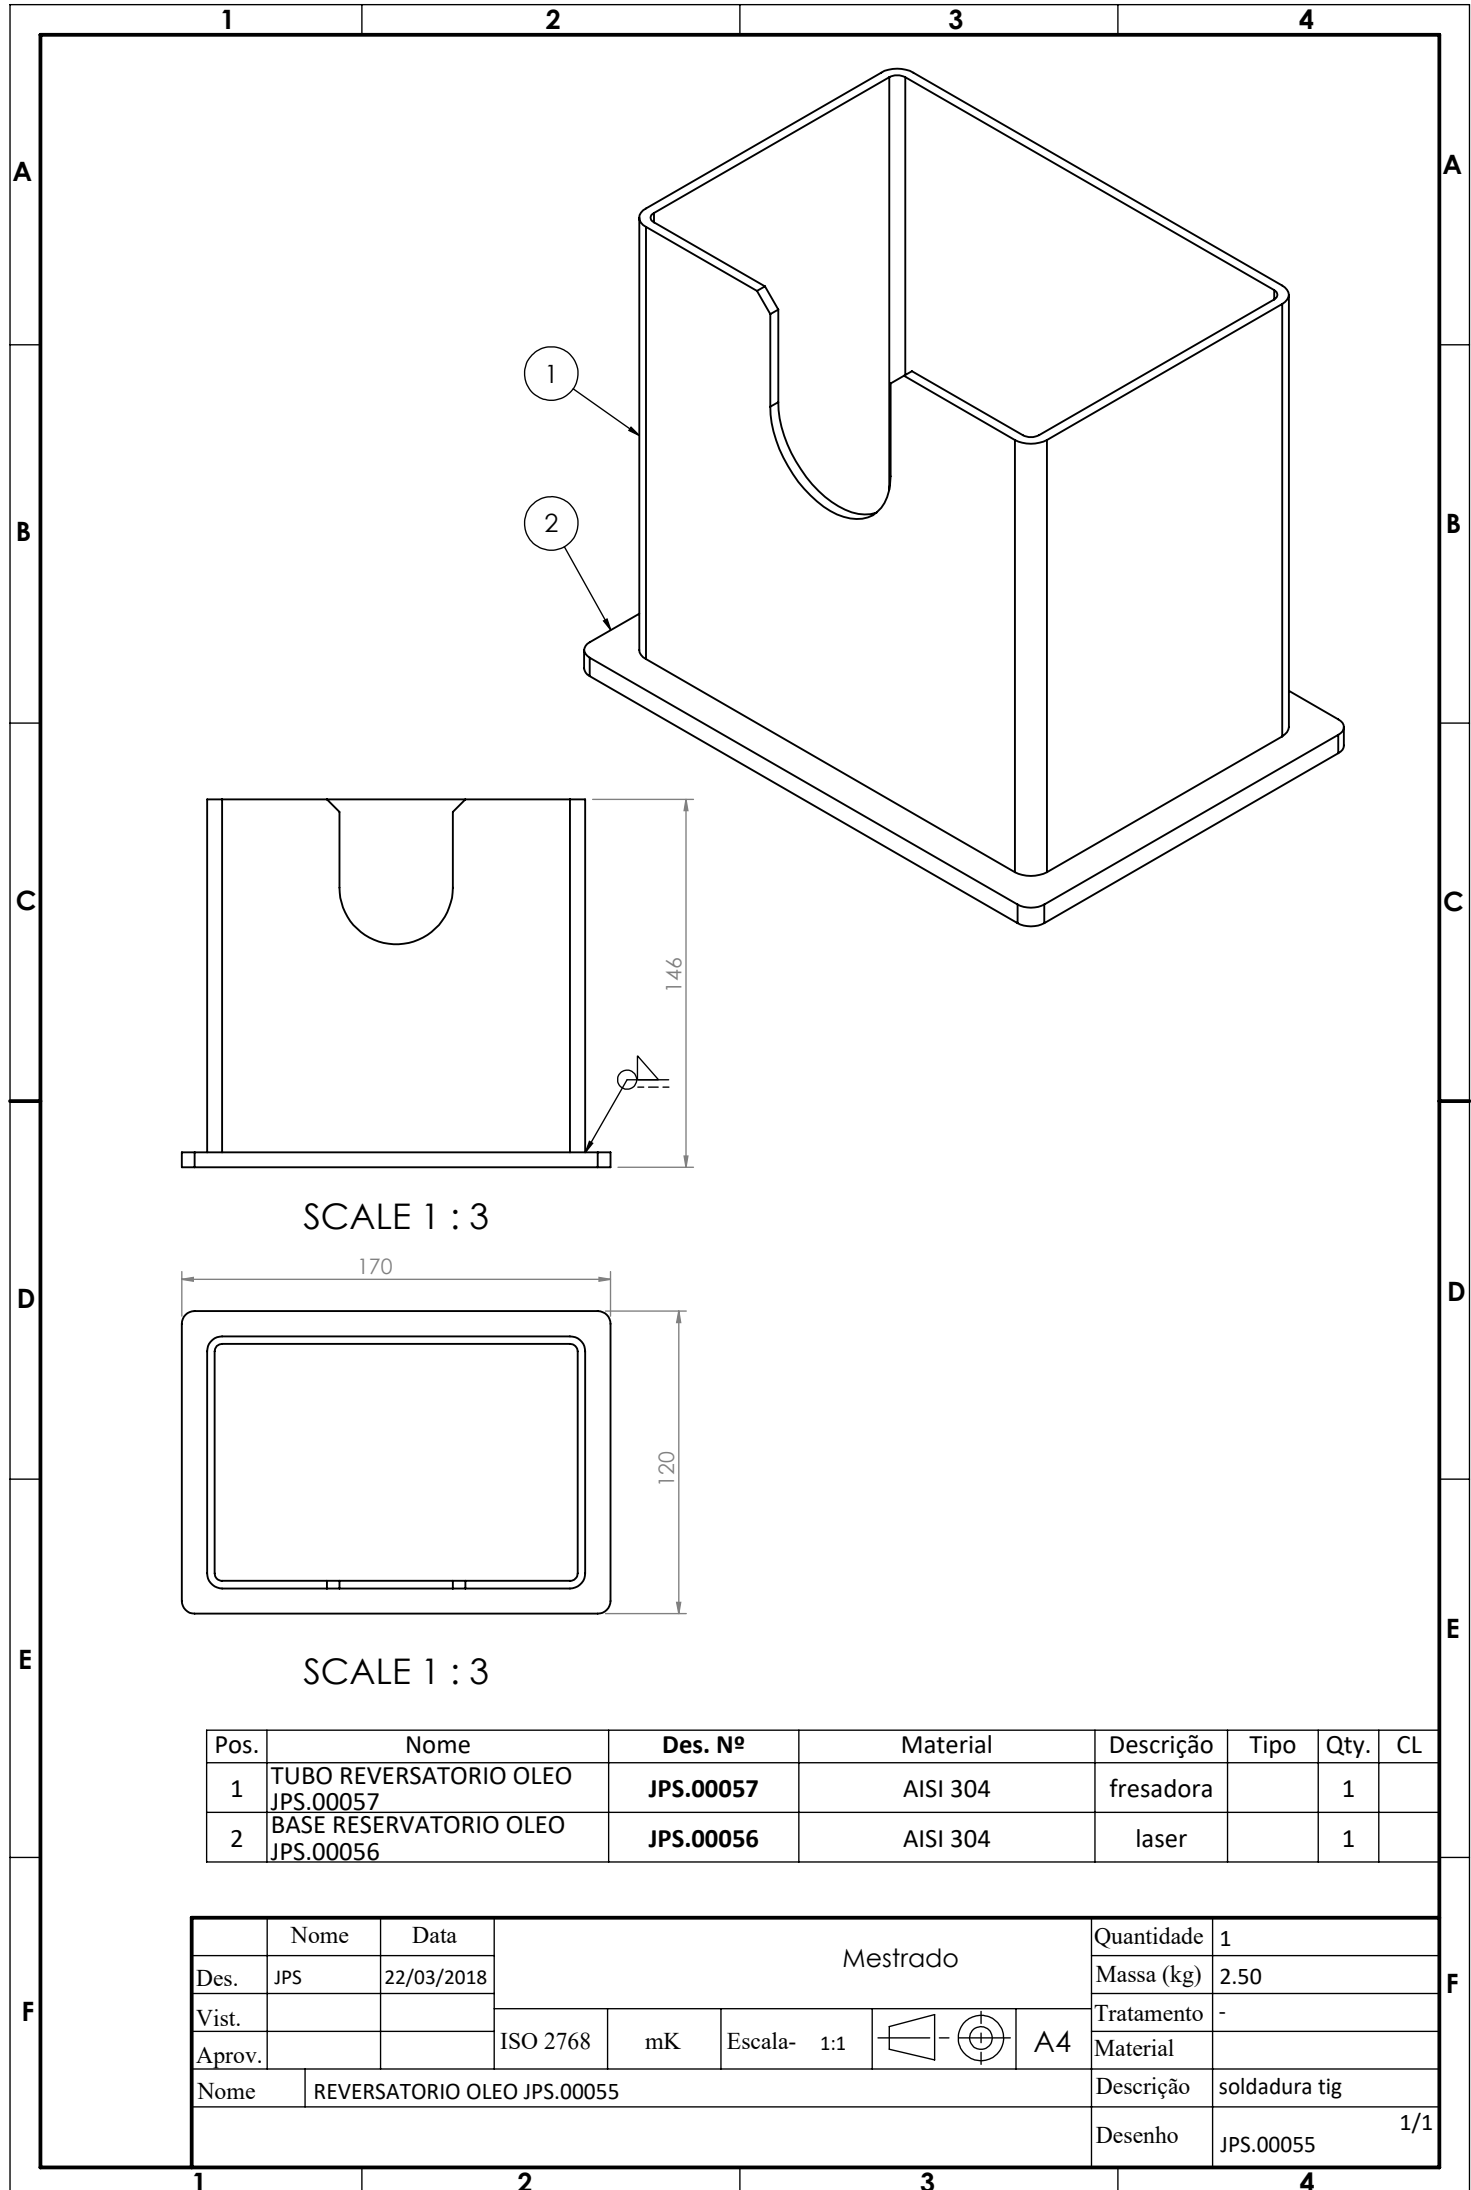 1 2 3 4
A A
1
B B
2
C C
146
SCALE 1 : 3
170
D D
120
E E
SCALE 1 : 3
Pos. Nome Des. Nº Material Descrição Tipo Qty. CL
1 TUBO REVERSATORIO OLEO JPS.00057 AISI 304 fresadora 1
JPS.00057
2 BASE RESERVATORIO OLEO JPS.00056 AISI 304 laser 1
JPS.00056
Nome Data Mestrado Quantidade 1
Des. JPS 22/03/2018 Massa (kg) 2.50
F F
Vist. Tratamento -
Aprov. ISO 2768 mK Escala- 1:1 A4 Material
Nome REVERSATORIO OLEO JPS.00055 Descrição soldadura tig
Desenho JPS.00055 1/1
1 2 3 4